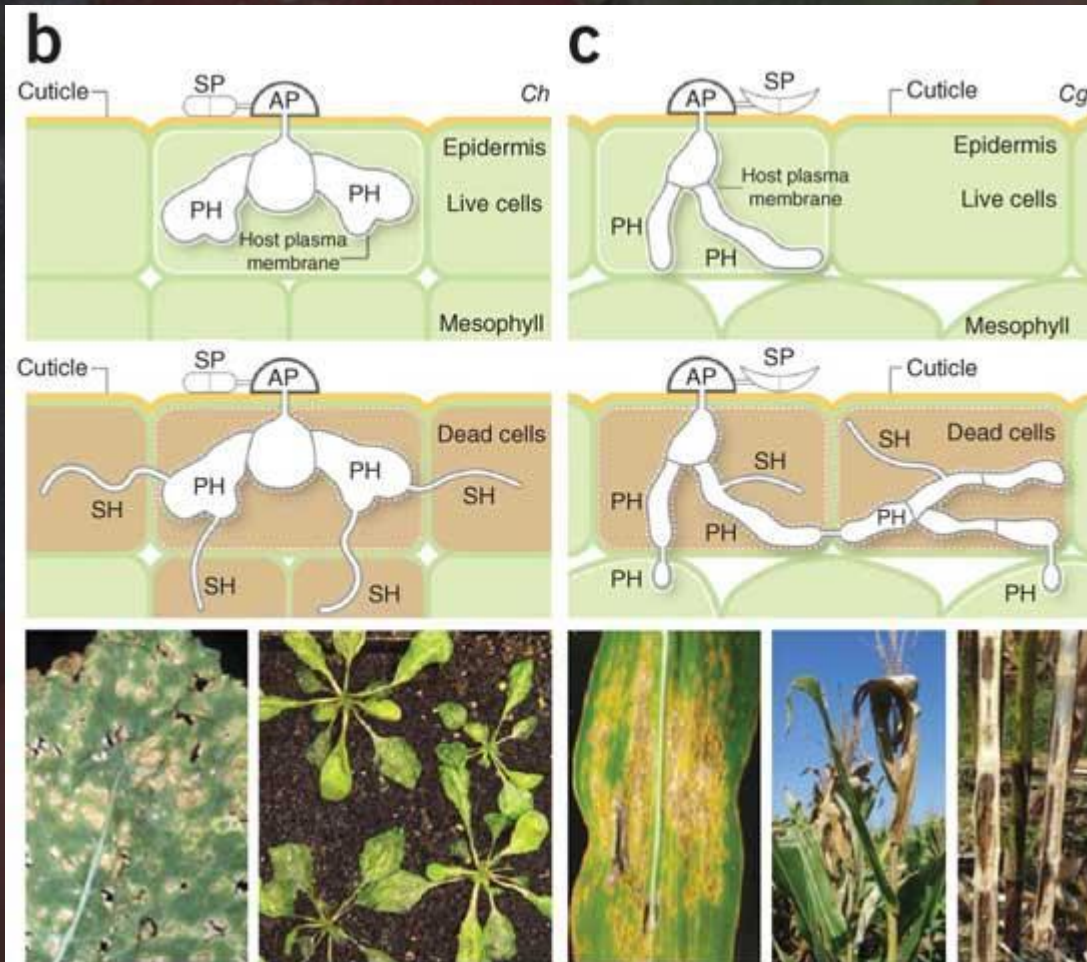 b
SP
Cuticle
AP
Ch
Epidermis
PH
PH
Live cells
Host plasma
membrane
Mesophyll
SP
Cuticle
AP
Dead cells
PH
PH
SH
SH
SH
SH
c
SP
AP
Cuticle
Cg
Epidermis
Host plasma
membrane
Live cells
PH
PH
Mesophyll
SP
AP
Cuticle
SH
Dead cells
SH
PH
PH
PH
PH
PH